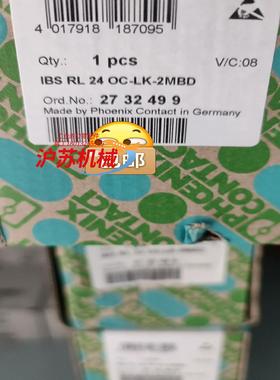 4 017918 187095
Qty.: 1 pcs V/C:08
IBS RL 24 OC-LK-2MBD
Ord.No.: 27 32 49 9
Made by Phoenix Contact in Germany
沪苏机械
PHOENIX
CONTACT